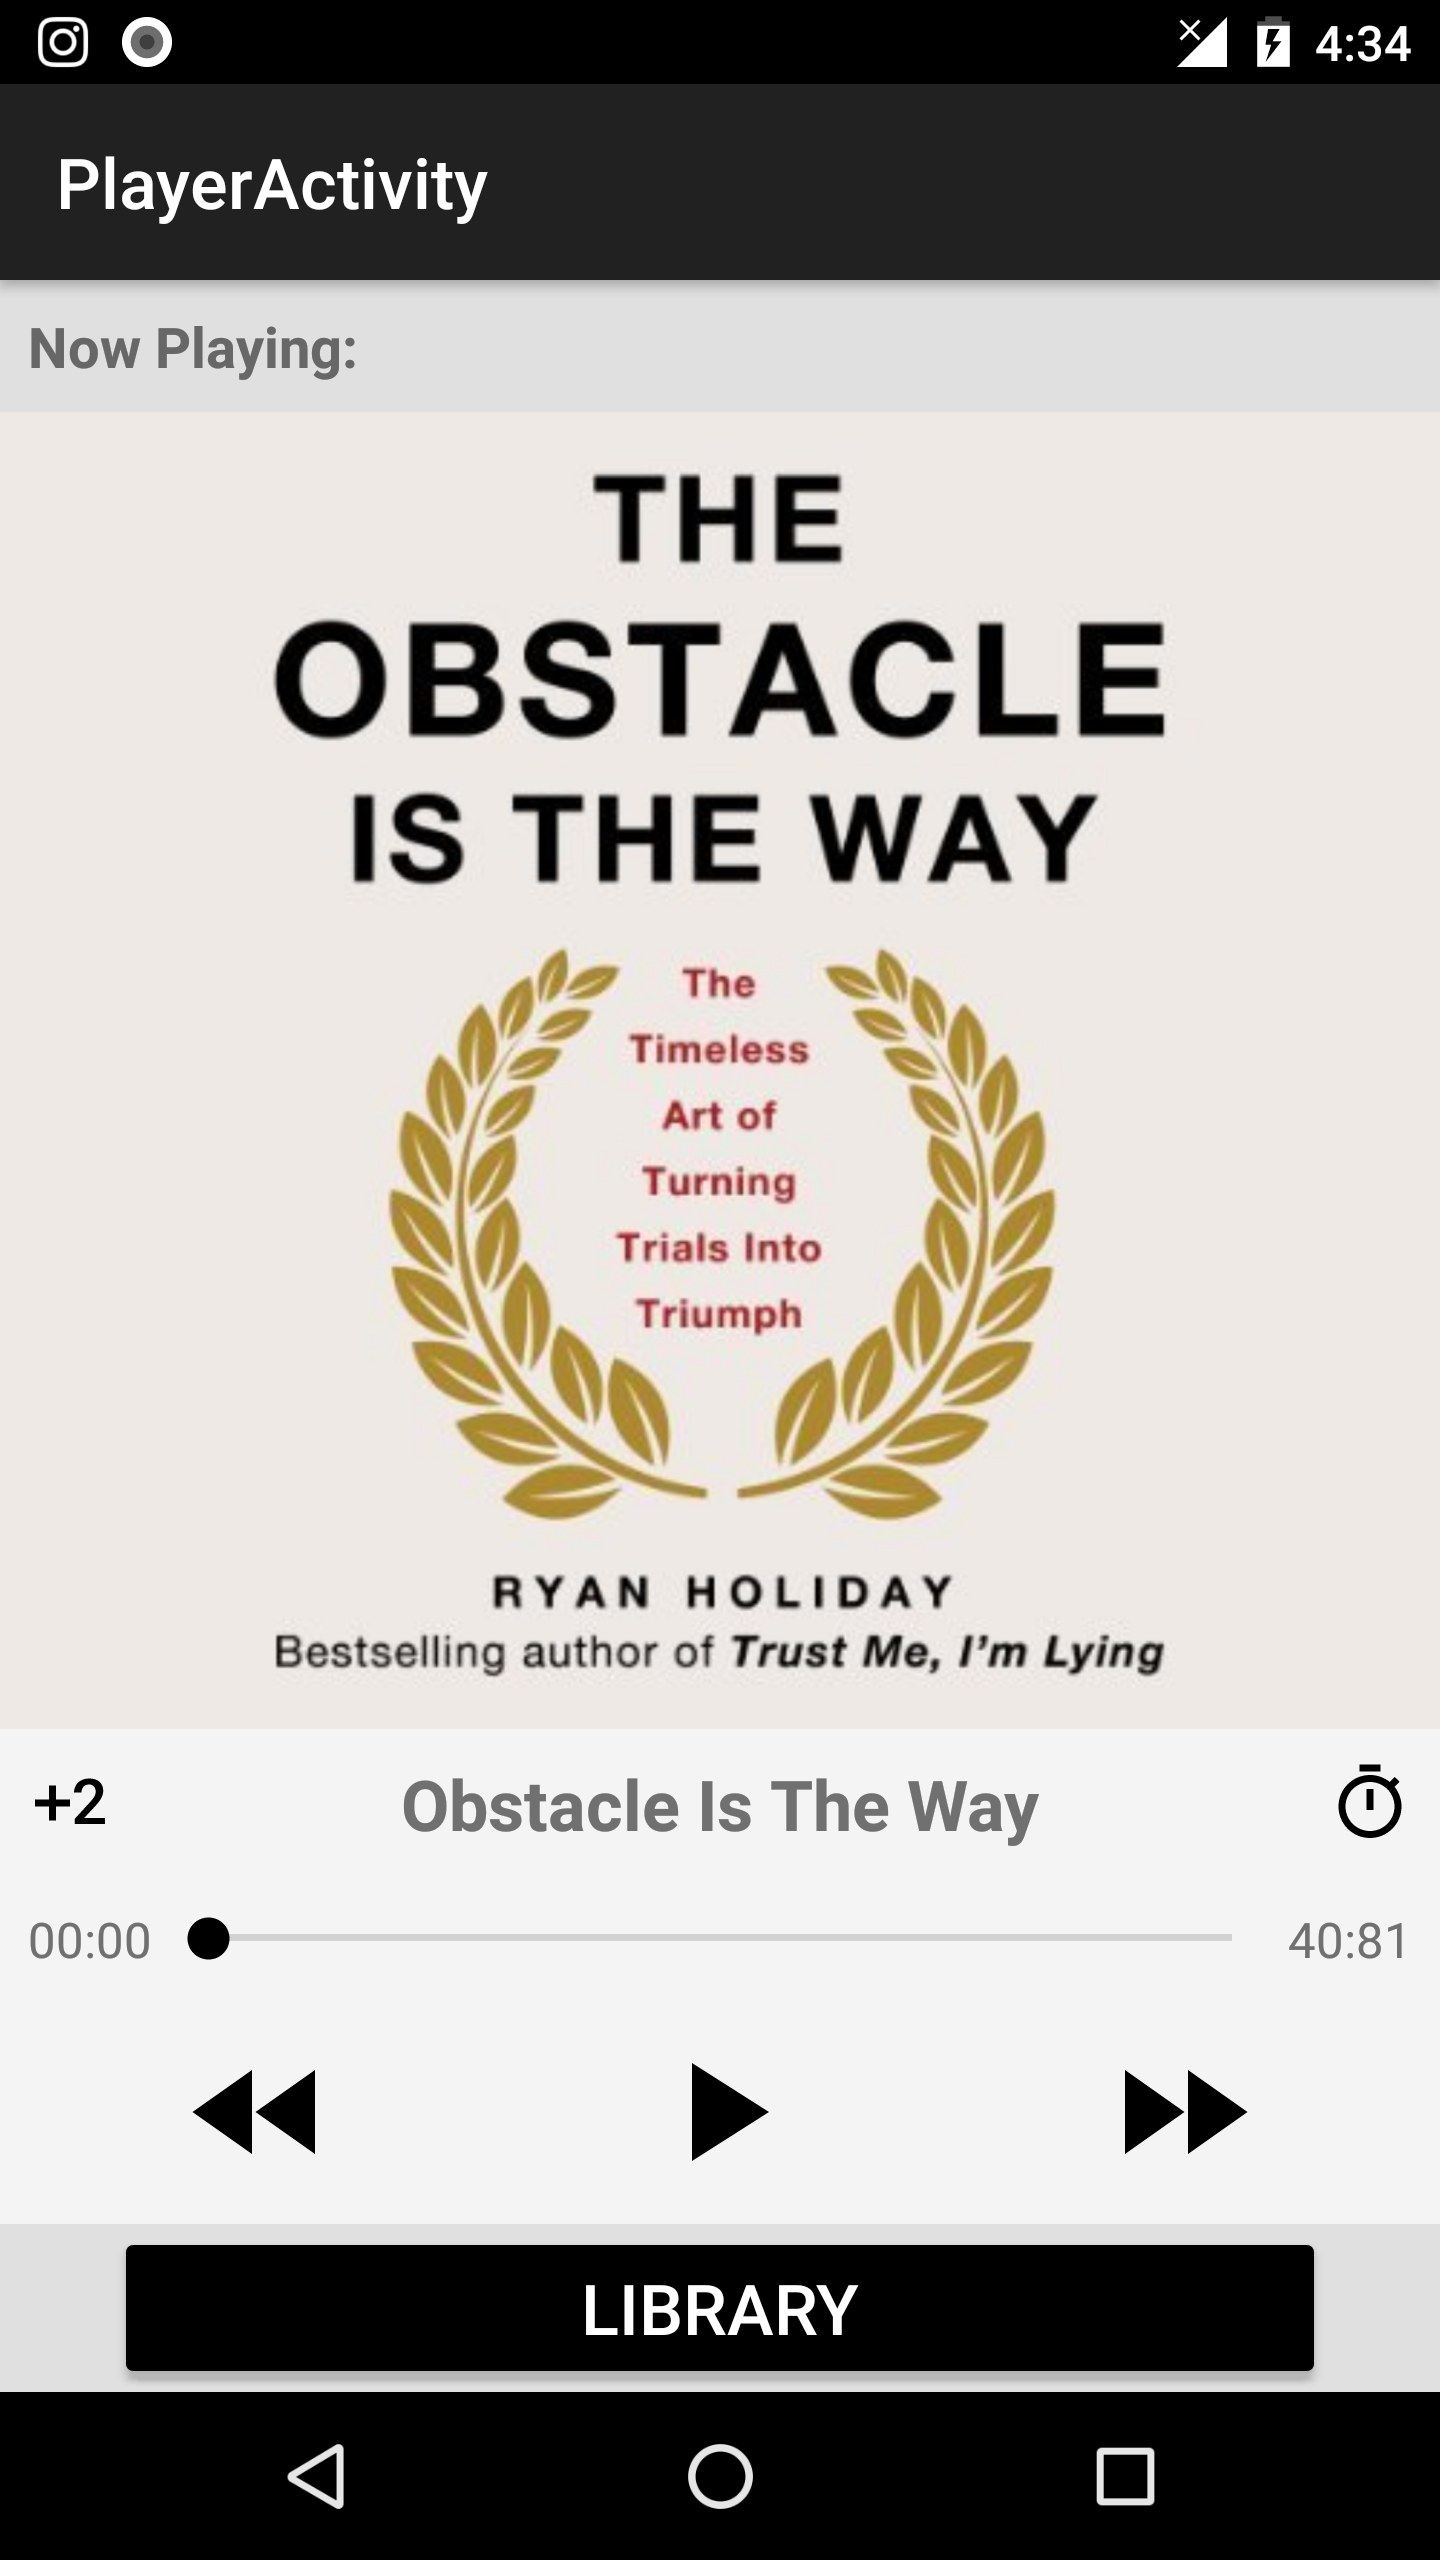 4:34
PlayerActivity
Now Playing:
THE
OBSTACLE
IS THE WAY
The
Timeless
Art of
Turning
Trials Into
Triumph
RYAN HOLIDAY
Bestselling author of Trust Me, I'm Lying
+2 Obstacle Is The Way
00:00 40:81
LIBRARY